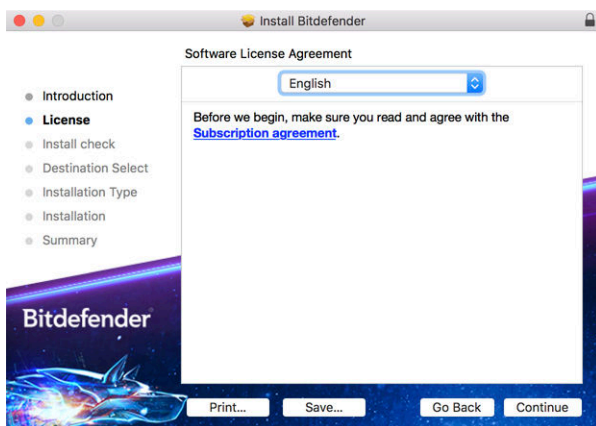 Install Bitdefender
Software License Agreement
English
Introduction
License
Install check
Destination Select
Installation Type
Installation
Summary
Before we begin, make sure you read and agree with the
Subscription agreement.
Bitdefender
Print...
Save...
Go Back
Continue